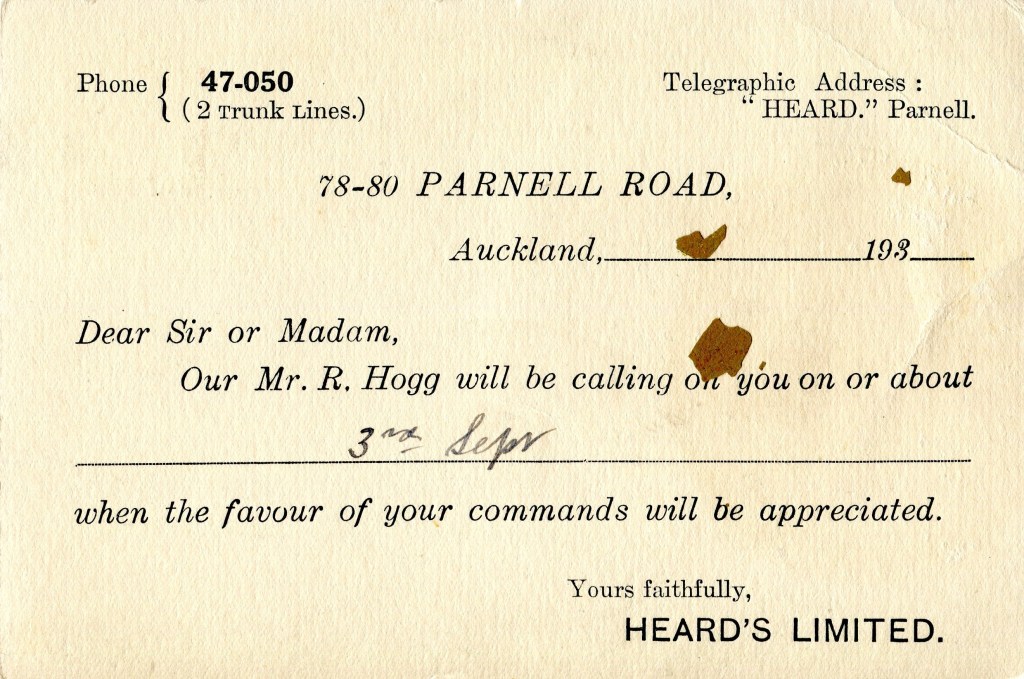 Phone { 47-050
(2 Trunk Lines.)
Telegraphic Address :
"HEARD." Parnell.
78-80 PARNELL ROAD,
Auckland, 193
Dear Sir or Madam,
Our Mr. R. Hogg will be calling on you on or about
3rd Sept
when the favour of your commands will be appreciated.
Yours faithfully,
HEARD'S LIMITED.